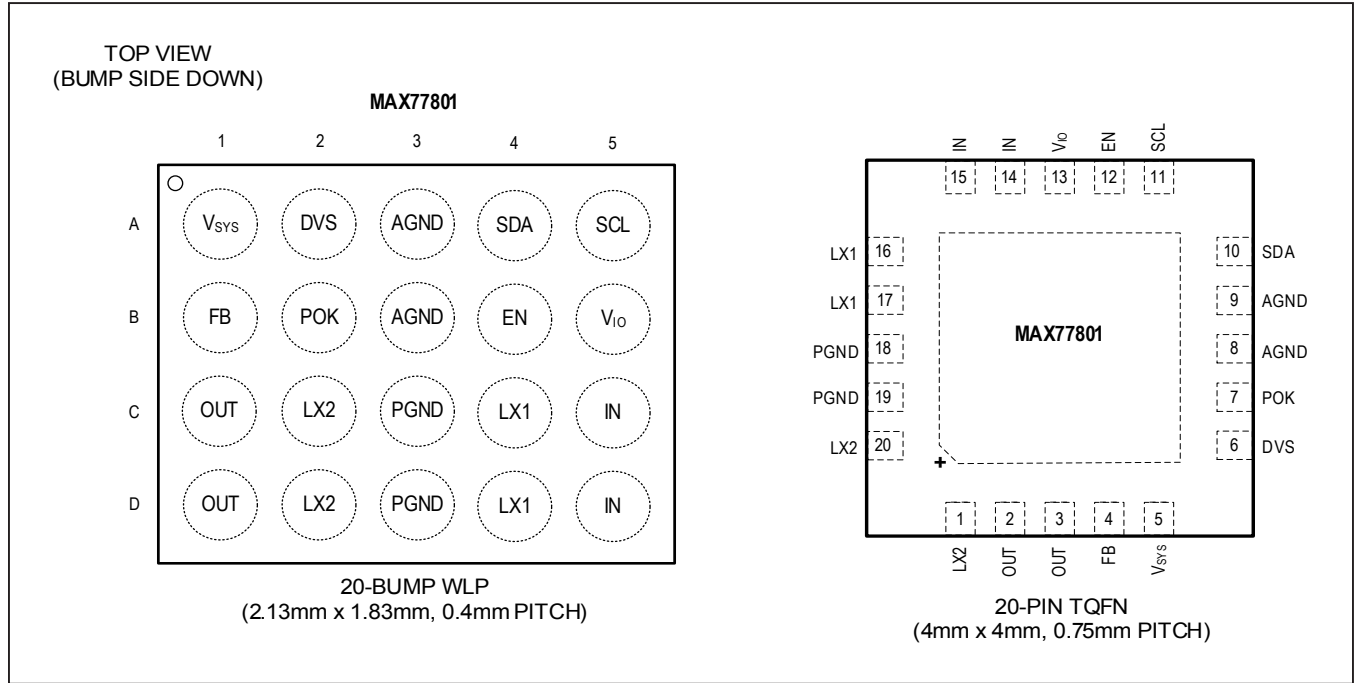 TOP VIEW
(BUMP SIDE DOWN)
MAX77801
1 2 3 4 5
A VSYS DVS AGND SDA SCL
B FB POK AGND EN VIO
C OUT LX2 PGND LX1 IN
D OUT LX2 PGND LX1 IN
20-BUMP WLP
(2.13mm x 1.83mm, 0.4mm PITCH)
IN IN VIO EN SCL
15 14 13 12 11
LX1 16 10 SDA
LX1 17 9 AGND
MAX77801
PGND 18 8 AGND
PGND 19 7 POK
LX2 20 6 DVS
+
1 2 3 4 5
LX2 OUT OUT FB VSYS
20-PIN TQFN
(4mm x 4mm, 0.75mm PITCH)